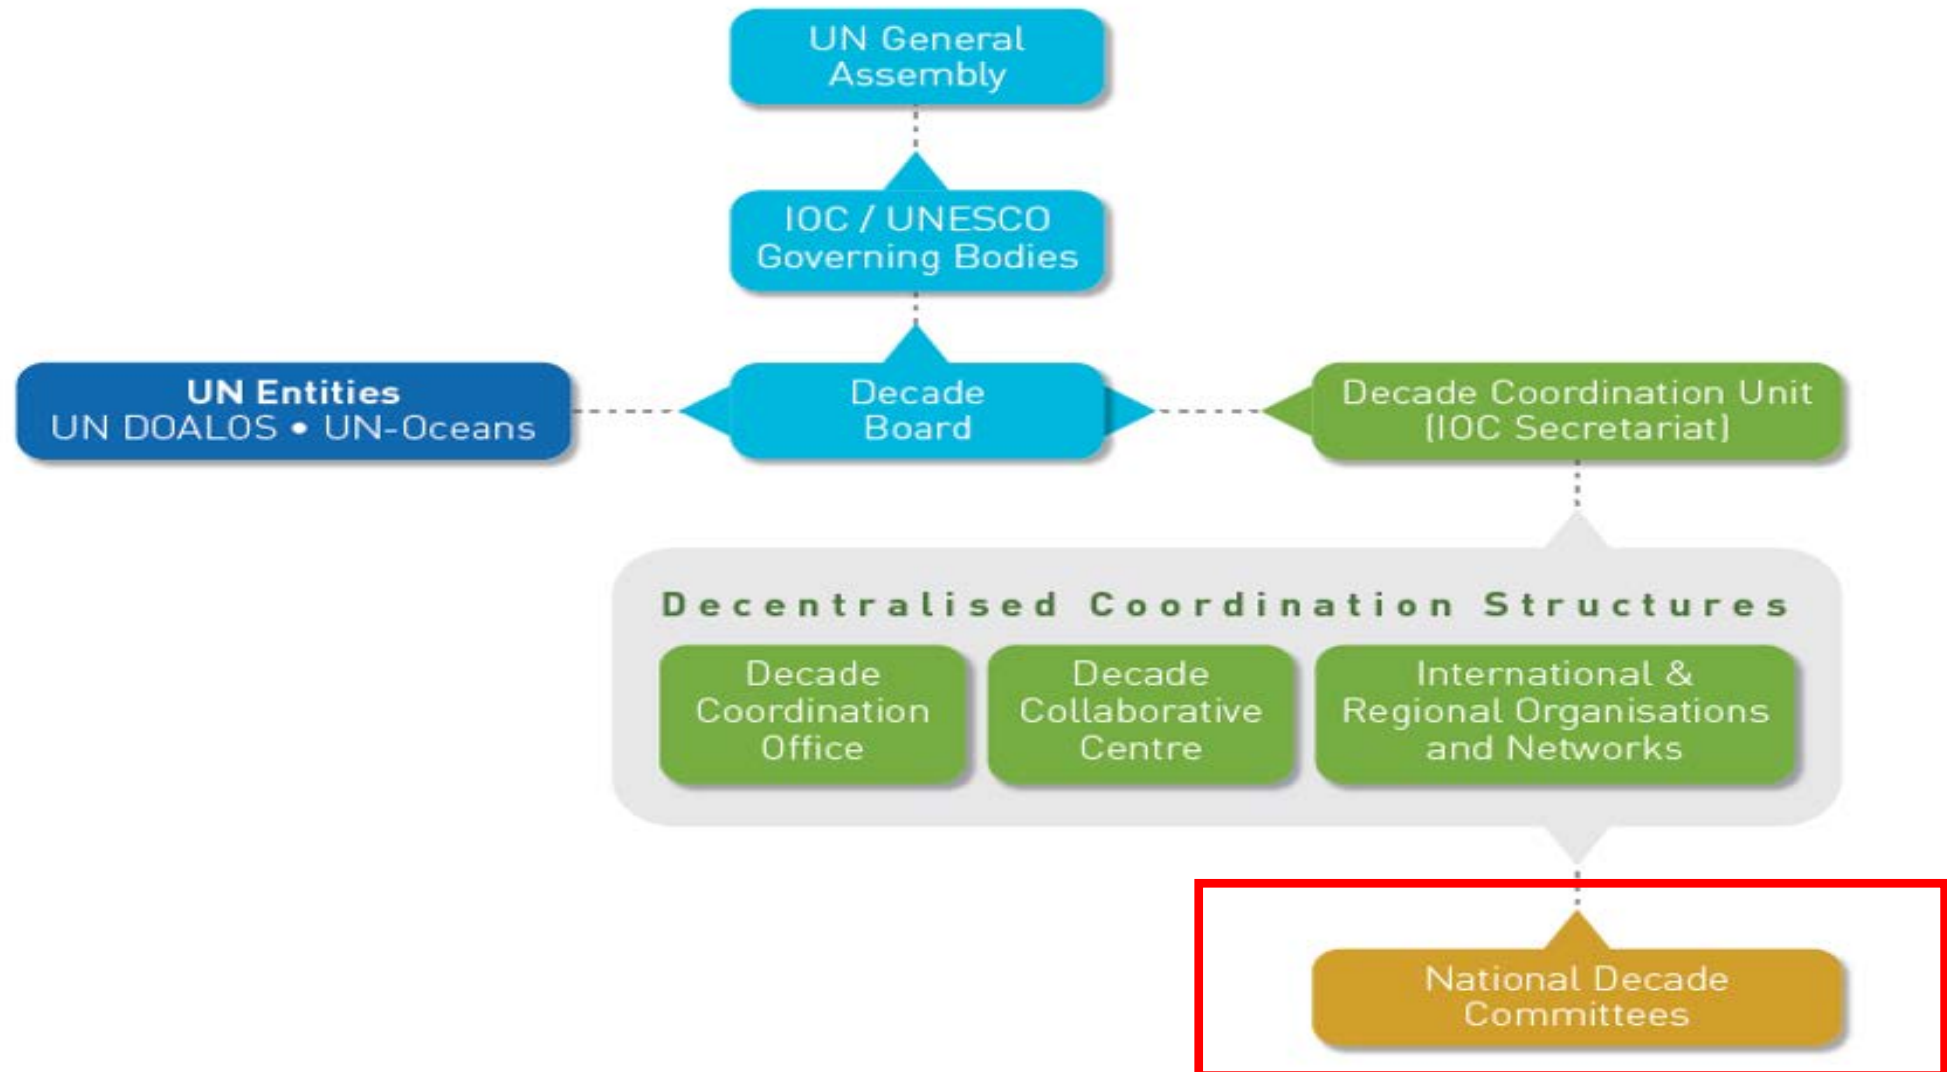 UN General
Assembly
IOC / UNESCO
Governing Bodies
UN Entities
UN DOALOS • UN-Oceans
Decade
Board
Decade Coordination Unit
(IOC Secretariat)
Decentralised Coordination Structures
Decade
Coordination
Office
Decade
Collaborative
Centre
International &
Regional Organisations
and Networks
National Decade
Committees